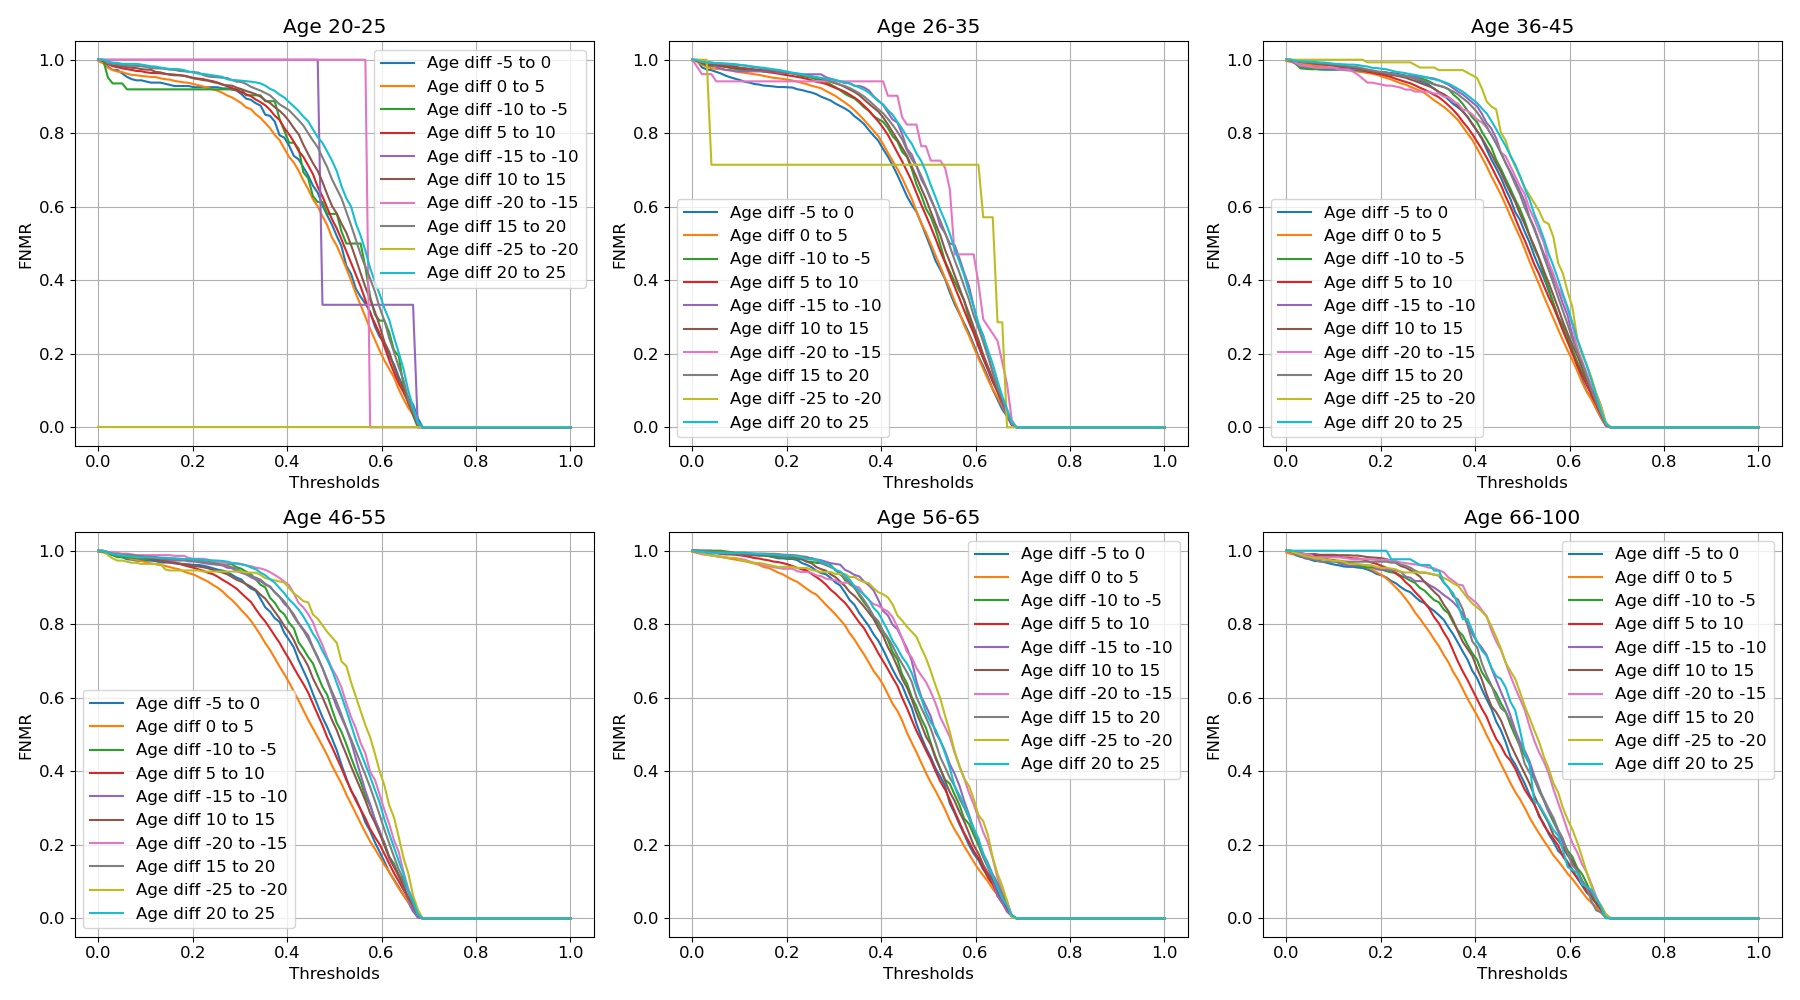 Age 20-25
FNMR
1.0
0.8
0.6
0.4
0.2
0.0
Age diff -5 to 0
Age diff 0 to 5
Age diff -10 to -5
Age diff 5 to 10
Age diff -15 to -10
Age diff 10 to 15
Age diff -20 to -15
Age diff 15 to 20
Age diff -25 to -20
Age diff 20 to 25
0.0 0.2 0.4 0.6 0.8 1.0
Thresholds
Age 26-35
FNMR
1.0
0.8
0.6
0.4
0.2
0.0
Age diff -5 to 0
Age diff 0 to 5
Age diff -10 to -5
Age diff 5 to 10
Age diff -15 to -10
Age diff 10 to 15
Age diff -20 to -15
Age diff 15 to 20
Age diff -25 to -20
Age diff 20 to 25
0.0 0.2 0.4 0.6 0.8 1.0
Thresholds
Age 36-45
FNMR
1.0
0.8
0.6
0.4
0.2
0.0
Age diff -5 to 0
Age diff 0 to 5
Age diff -10 to -5
Age diff 5 to 10
Age diff -15 to -10
Age diff 10 to 15
Age diff -20 to -15
Age diff 15 to 20
Age diff -25 to -20
Age diff 20 to 25
0.0 0.2 0.4 0.6 0.8 1.0
Thresholds
Age 46-55
FNMR
1.0
0.8
0.6
0.4
0.2
0.0
Age diff -5 to 0
Age diff 0 to 5
Age diff -10 to -5
Age diff 5 to 10
Age diff -15 to -10
Age diff 10 to 15
Age diff -20 to -15
Age diff 15 to 20
Age diff -25 to -20
Age diff 20 to 25
0.0 0.2 0.4 0.6 0.8 1.0
Thresholds
Age 56-65
FNMR
1.0
0.8
0.6
0.4
0.2
0.0
Age diff -5 to 0
Age diff 0 to 5
Age diff -10 to -5
Age diff 5 to 10
Age diff -15 to -10
Age diff 10 to 15
Age diff -20 to -15
Age diff 15 to 20
Age diff -25 to -20
Age diff 20 to 25
0.0 0.2 0.4 0.6 0.8 1.0
Thresholds
Age 66-100
FNMR
1.0
0.8
0.6
0.4
0.2
0.0
Age diff -5 to 0
Age diff 0 to 5
Age diff -10 to -5
Age diff 5 to 10
Age diff -15 to -10
Age diff 10 to 15
Age diff -20 to -15
Age diff 15 to 20
Age diff -25 to -20
Age diff 20 to 25
0.0 0.2 0.4 0.6 0.8 1.0
Thresholds